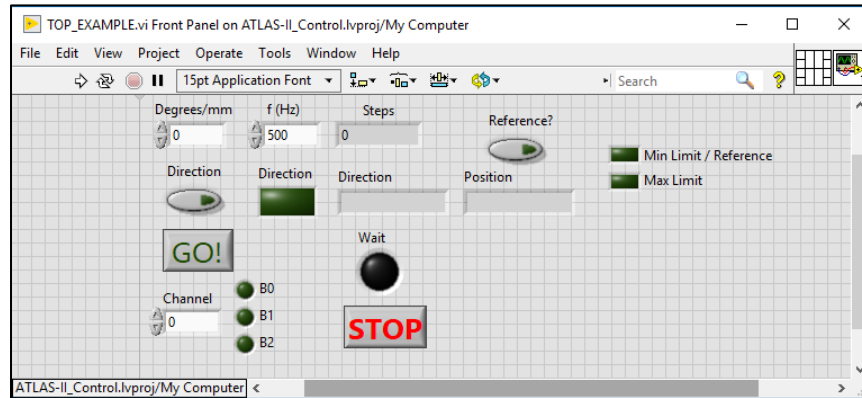 TOP_EXAMPLE.vi Front Panel on ATLAS-II_Control.lvproj/My Computer
File Edit View Project Operate Tools Window Help
15pt Application Font Search
Degrees/mm f (Hz) Steps Reference?
0 500 0
Min Limit / Reference
Max Limit
Direction Direction Direction Position
GO! Wait
B0
Channel
0 B1
B2
STOP
ATLAS-II_Control.lvproj/My Computer